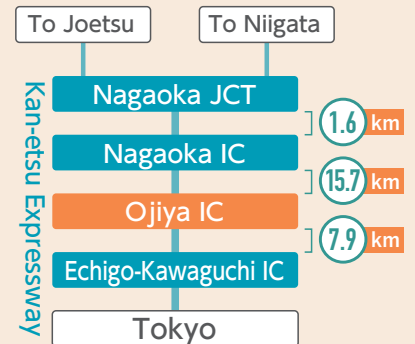 To Joetsu
To Niigata
Kan-etsu Expressway
Nagaoka JCT
1.6 km
Nagaoka IC
15.7 km
Ojiya IC
7.9 km
Echigo-Kawaguchi IC
Tokyo